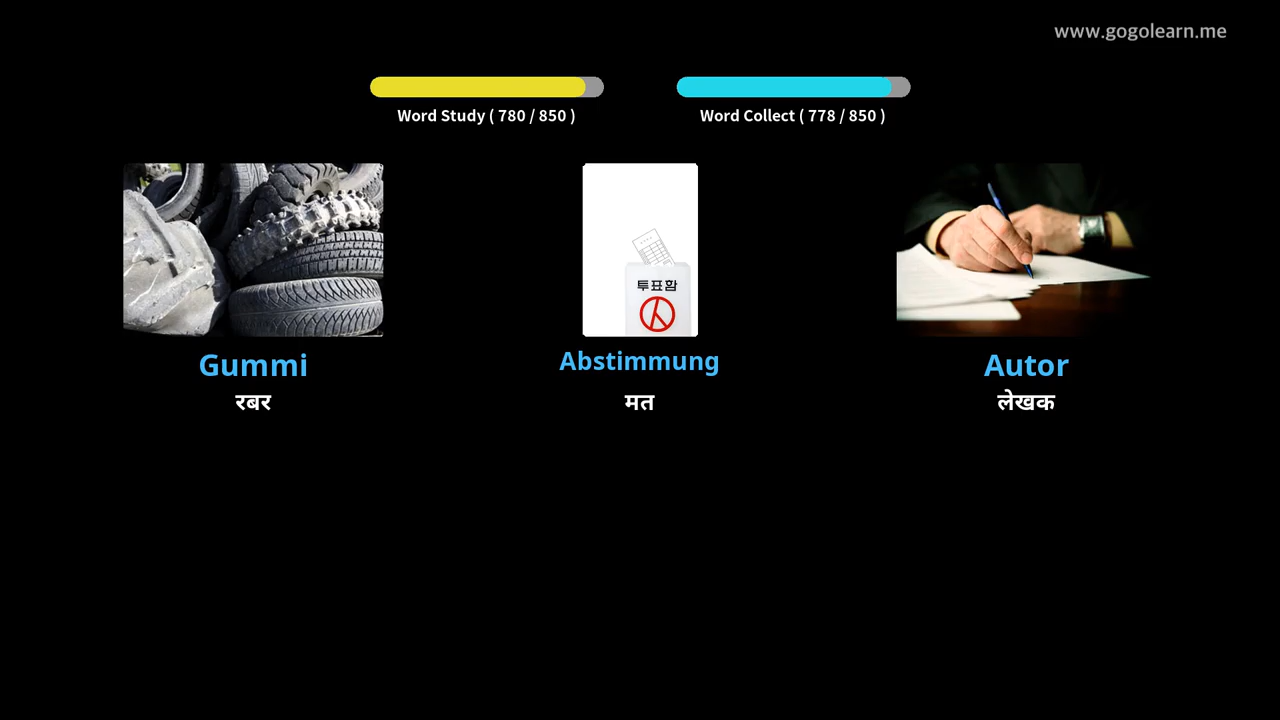 www.gogolearn.me
Word Study ( 780 / 850 )
Word Collect ( 778 / 850 )
투표함
Gummi
Abstimmung
Autor
रबर
मत
लेखक